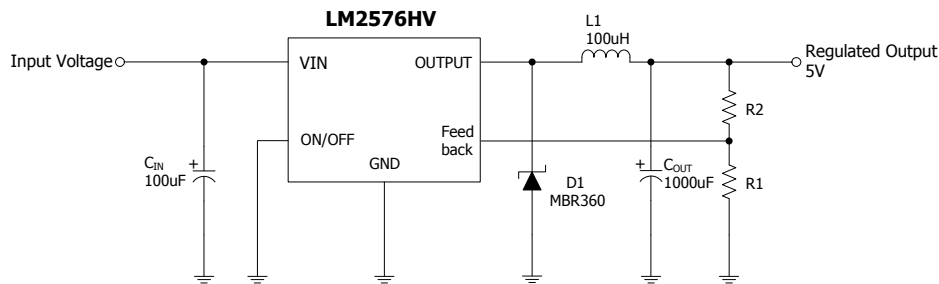 LM2576HV
L1
100uH
Input Voltage
VIN
OUTPUT
Regulated Output
5V
R2
ON/OFF
Feed
back
GND
CIN
100uF
+
D1
MBR360
+
COUT
1000uF
R1